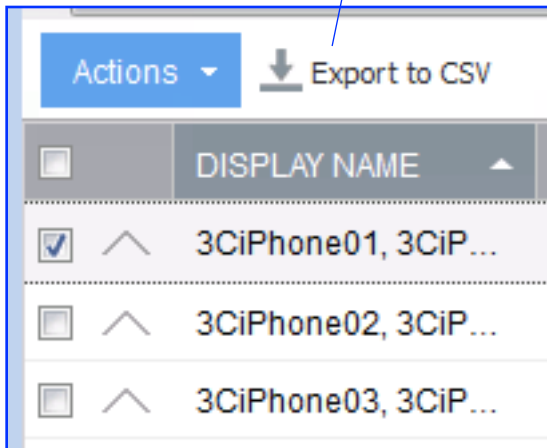 Actions Export to CSV
DISPLAY NAME
3CiPhone01, 3CiP...
3CiPhone02, 3CiP...
3CiPhone03, 3CiP...